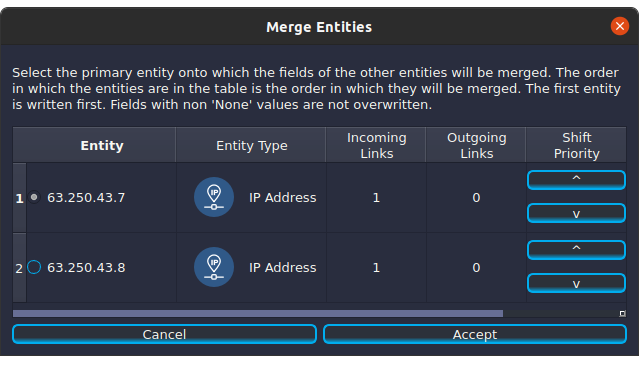 Merge Entities
Select the primary entity onto which the fields of the other entities will be merged. The order
in which the entities are in the table is the order in which they will be merged. The first entity
is written first. Fields with non 'None' values are not overwritten.
Entity
Entity Type
Incoming
Links
Outgoing
Links
Shift
Priority
1
63.250.43.7
IP
IP Address
1
0
^
v
2
63.250.43.8
IP
IP Address
1
0
^
v
Cancel
Accept